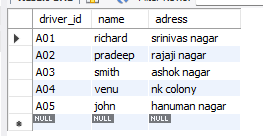 driver_id name adress
A01 richard srinivas nagar
A02 pradeep rajaji nagar
A03 smith ashok nagar
A04 venu nk colony
A05 john hanuman nagar
NULL NULL NULL